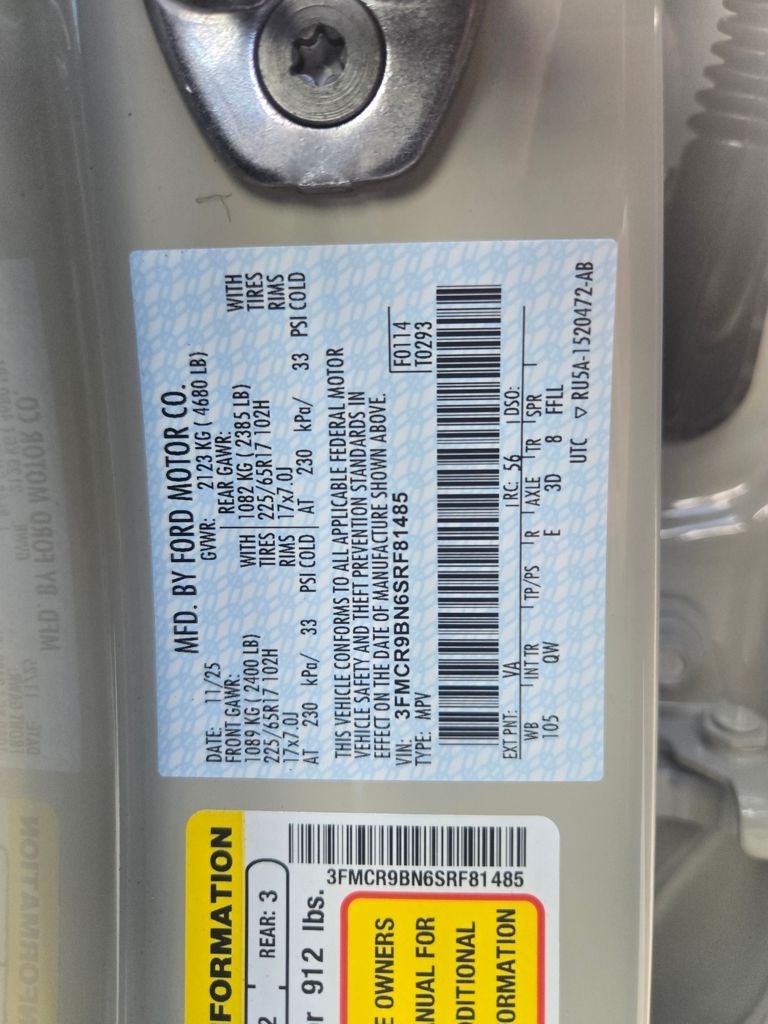 MFD. BY FORD MOTOR CO.
DATE: 11/25 GVWR: 2123 KG ( 4680 LB)
FRONT GAWR: REAR GAWR:
1089 KG ( 2400 LB) WITH 1082 KG ( 2385 LB) WITH
225/65R17 102H TIRES 225/65R17 102H TIRES
17x7.0J RIMS 17x7.0J RIMS
AT 230 kPa/ 33 PSI COLD AT 230 kPa/ 33 PSI COLD
THIS VEHICLE CONFORMS TO ALL APPLICABLE FEDERAL MOTOR
VEHICLE SAFETY AND THEFT PREVENTION STANDARDS IN
EFFECT ON THE DATE OF MANUFACTURE SHOWN ABOVE.
VIN: 3FMCR9BN6SRF81485 F0114
TYPE: MPV T0293
EXT PNT: VA RC: 56 DSO:
WB INT TR TP/PS R AXLE TR SPR
105 QW E 3D 8 FFLL
UTC ▽ RU5A-1520472-AB
FORMATION
2 REAR: 3
r 912 lbs.
3FMCR9BN6SRF81485
E OWNERS
NUAL FOR
DDITIONAL
ORMATION